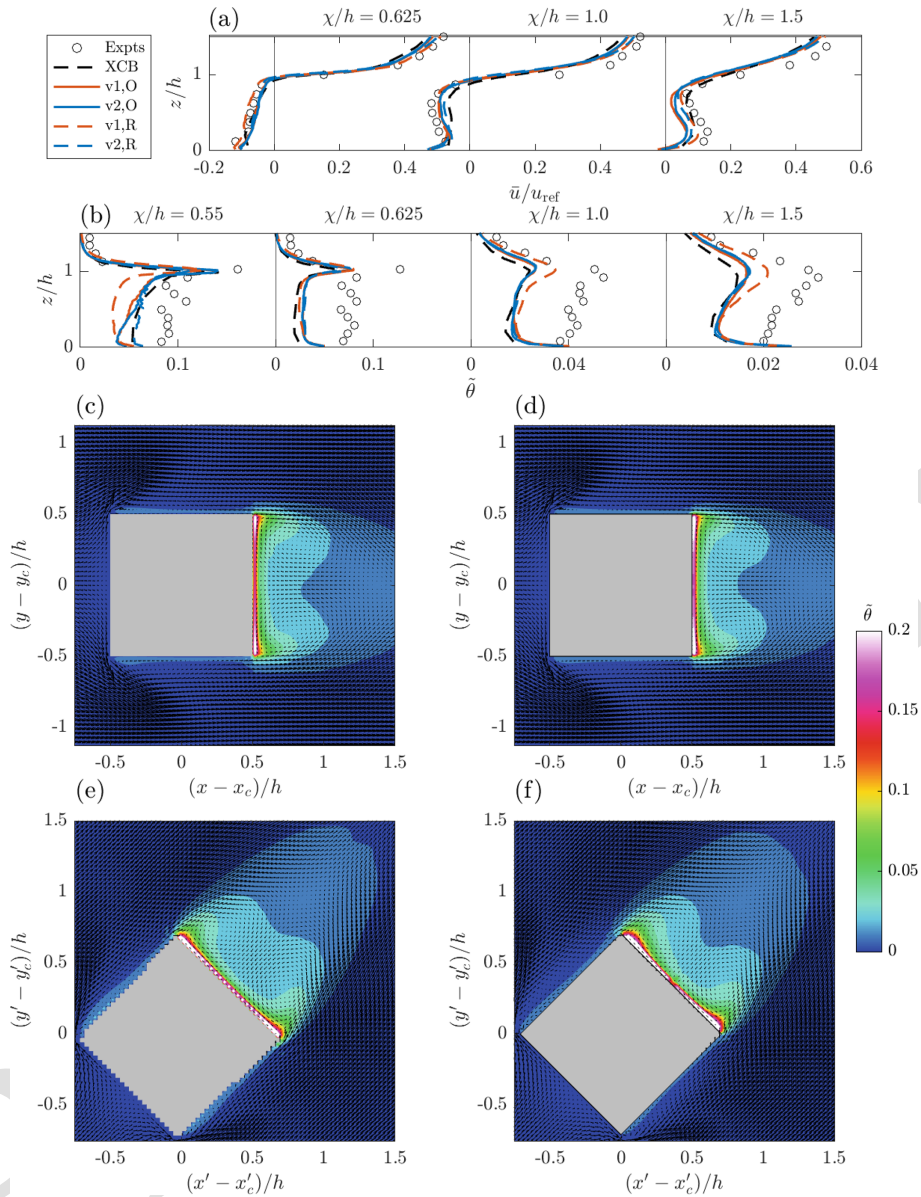 (a) χ/h = 0.625 χ/h = 1.0 χ/h = 1.5
Expts
XCB
v1,O
v2,O
v1,R
v2,R
z/h
1
0
-0.2 0 0.2 0.4 0 0.2 0.4 0 0.2 0.4 0.6
ū/u_ref
(b) χ/h = 0.55 χ/h = 0.625 χ/h = 1.0 χ/h = 1.5
z/h
1
0
0 0.1 0 0.1 0 0.04 0 0.02 0.04
θ̃
(c) (d)
(y − y_c)/h
1
0.5
0
-0.5
-1
-0.5 0 0.5 1 1.5
(x − x_c)/h
(y − y_c)/h
1
0.5
0
-0.5
-1
-0.5 0 0.5 1 1.5
(x − x_c)/h
θ̃
0.2
0.15
0.1
0.05
0
(e) (f)
(y′ − y′_c)/h
1.5
1
0.5
0
-0.5
-0.5 0 0.5 1 1.5
(x′ − x′_c)/h
(y′ − y′_c)/h
1.5
1
0.5
0
-0.5
-0.5 0 0.5 1 1.5
(x′ − x′_c)/h